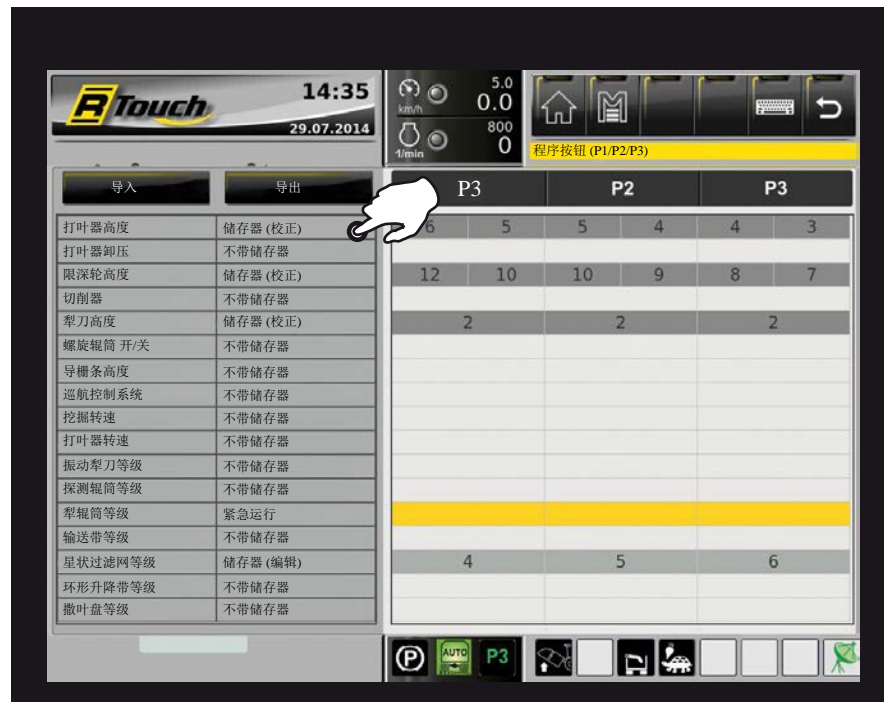 R Touch 14:35
29.07.2014
km/h 5.0
0.0
1/min 800
0
程序按钮 (P1/P2/P3)
导入 导出 P3 P2 P3
打叶器高度 储存器 (校正) 6 5 5 4 4 3
打叶器卸压 不带储存器
限深轮高度 储存器 (校正) 12 10 10 9 8 7
切削器 不带储存器
犁刀高度 储存器 (校正) 2 2 2
螺旋辊筒 开/关 不带储存器
导栅条高度 不带储存器
巡航控制系统 不带储存器
挖掘转速 不带储存器
打叶器转速 不带储存器
振动犁刀等级 不带储存器
探测辊筒等级 不带储存器
犁辊筒等级 紧急运行
输送带等级 不带储存器
星状过滤网等级 储存器 (编辑) 4 5 6
环形升降带等级 不带储存器
撒叶盘等级 不带储存器
P AUTO P3